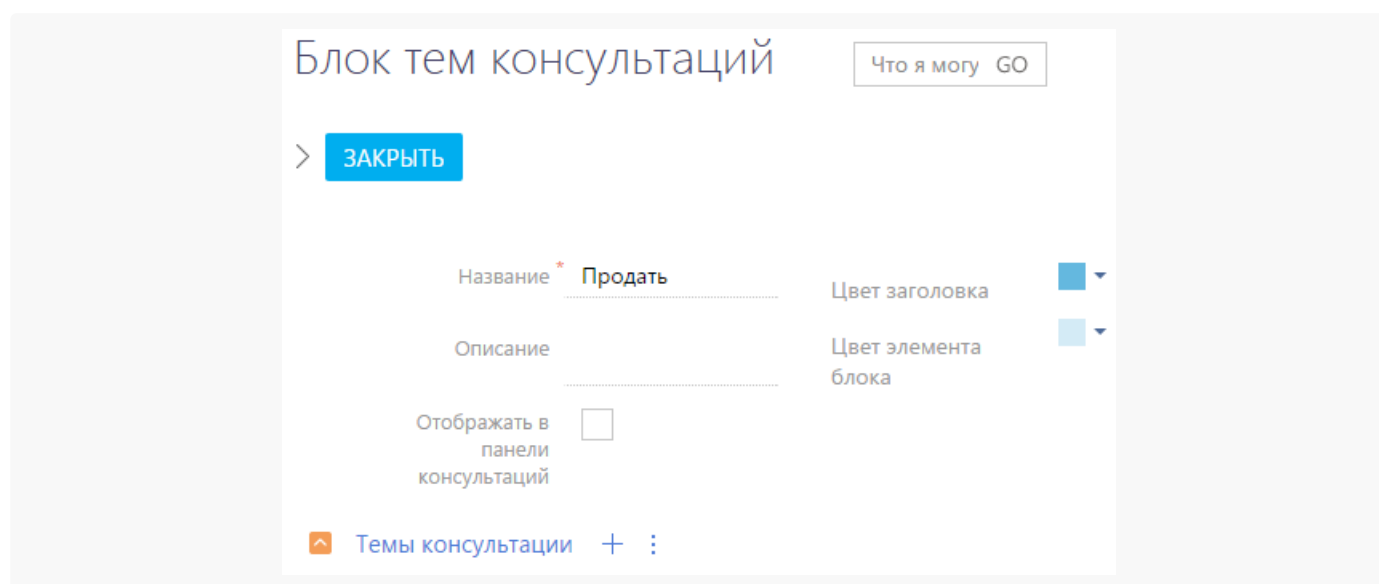 Блок тем консультаций
Что я могу GO
ЗАКРЫТЬ
Название * Продать
Цвет заголовка
Описание
Цвет элемента
блока
Отображать в
панели
консультаций
Темы консультации